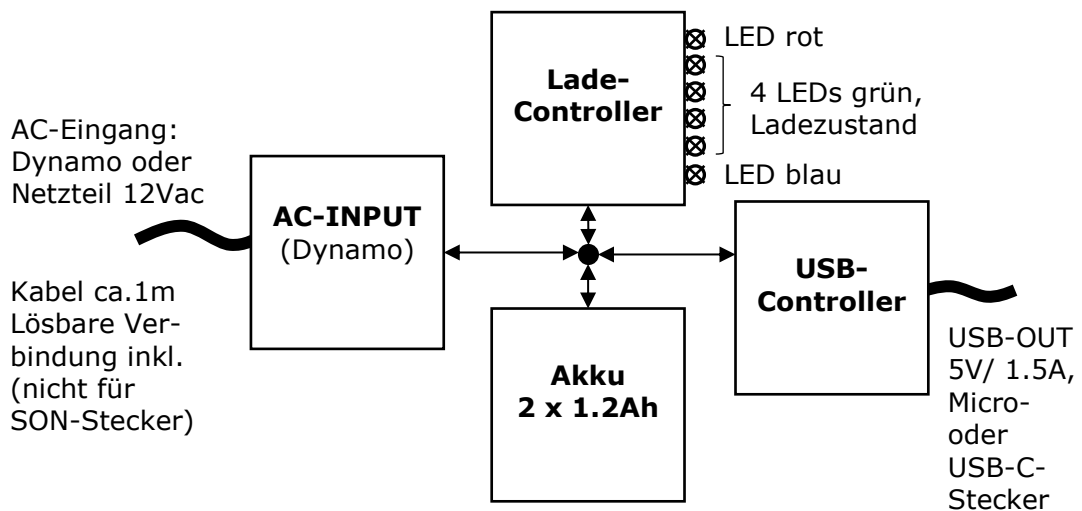 Lade-
Controller
LED rot
4 LEDs grün,
Ladezustand
LED blau
AC-Eingang:
Dynamo oder
Netzteil 12Vac
AC-INPUT
(Dynamo)
Kabel ca.1m
Lösbare Ver-
bindung inkl.
(nicht für
SON-Stecker)
Akku
2 x 1.2Ah
USB-
Controller
USB-OUT
5V/ 1.5A,
Micro-
oder
USB-C-
Stecker